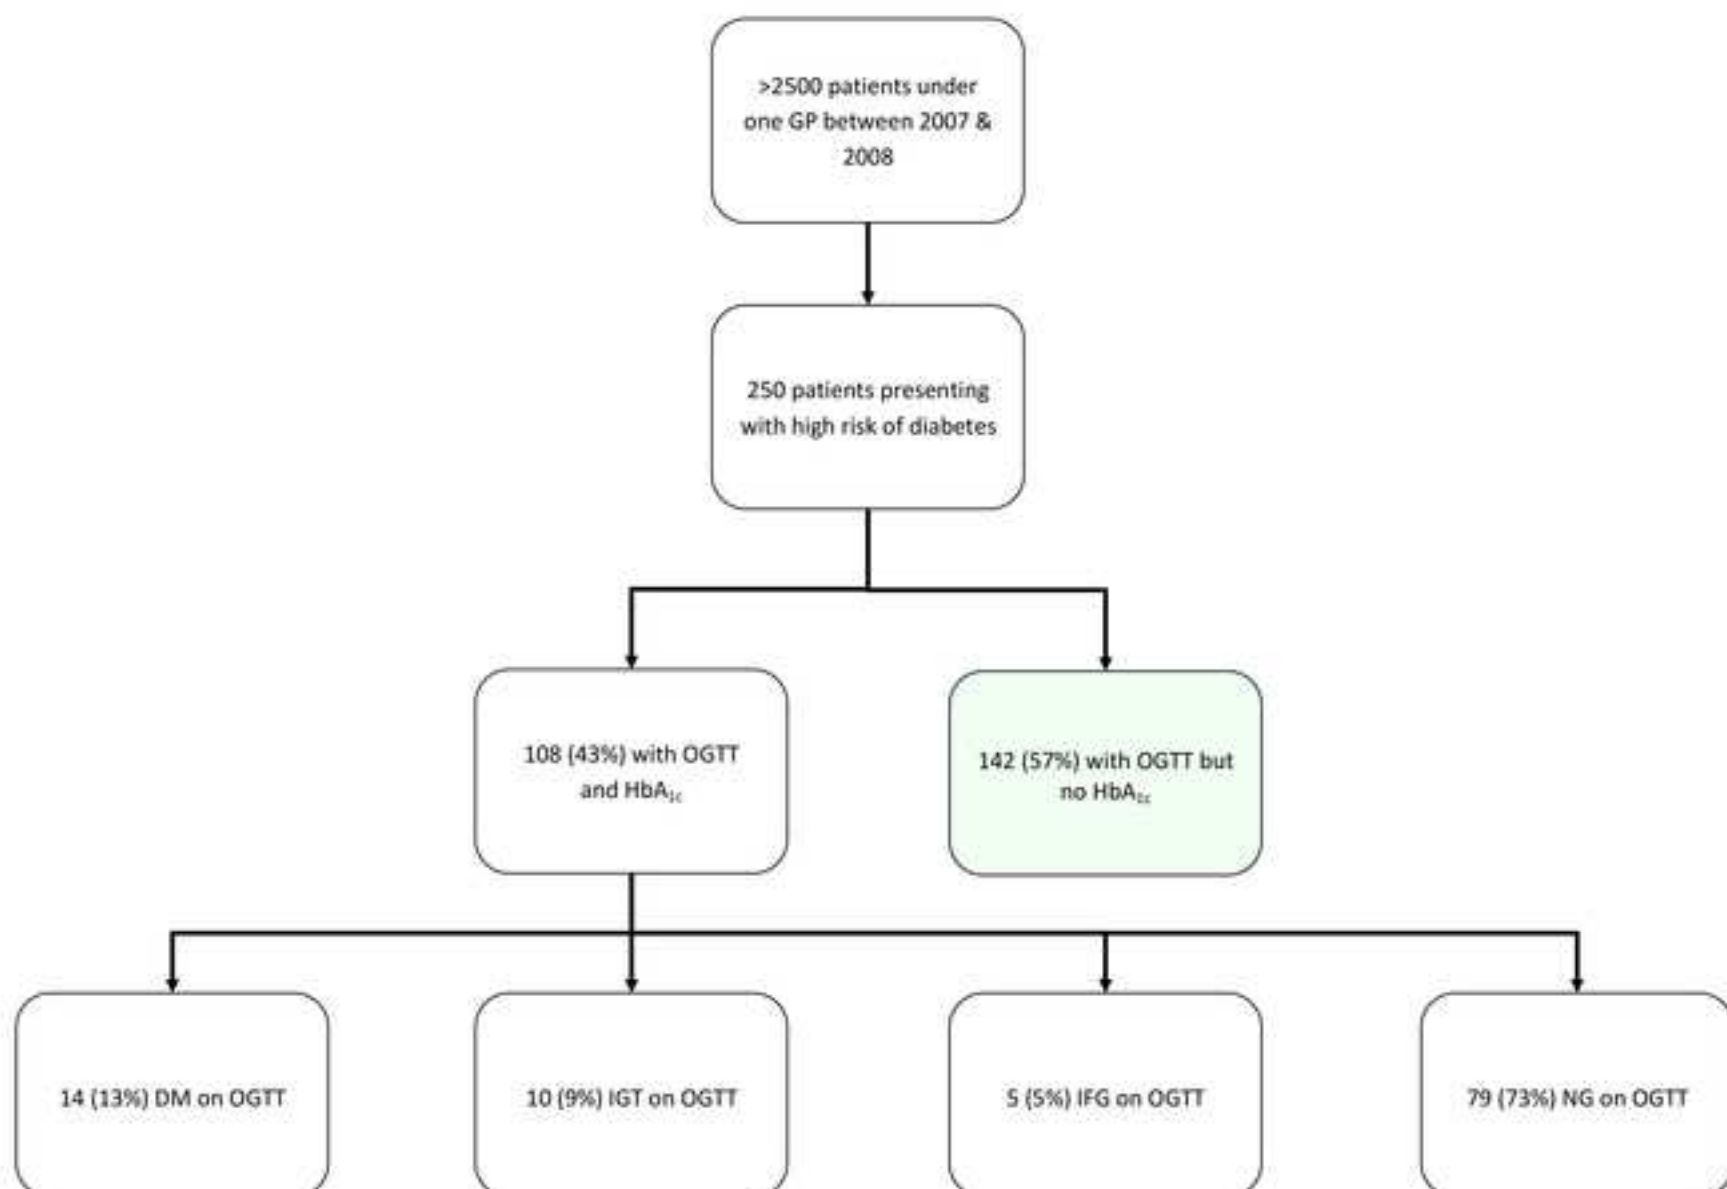 >2500 patients under
one GP between 2007 &
2008
250 patients presenting
with high risk of diabetes
108 (43%) with OGTT
and HbA1c
142 (57%) with OGTT but
no HbA1c
14 (13%) DM on OGTT
10 (9%) IGT on OGTT
5 (5%) IFG on OGTT
79 (73%) NG on OGTT